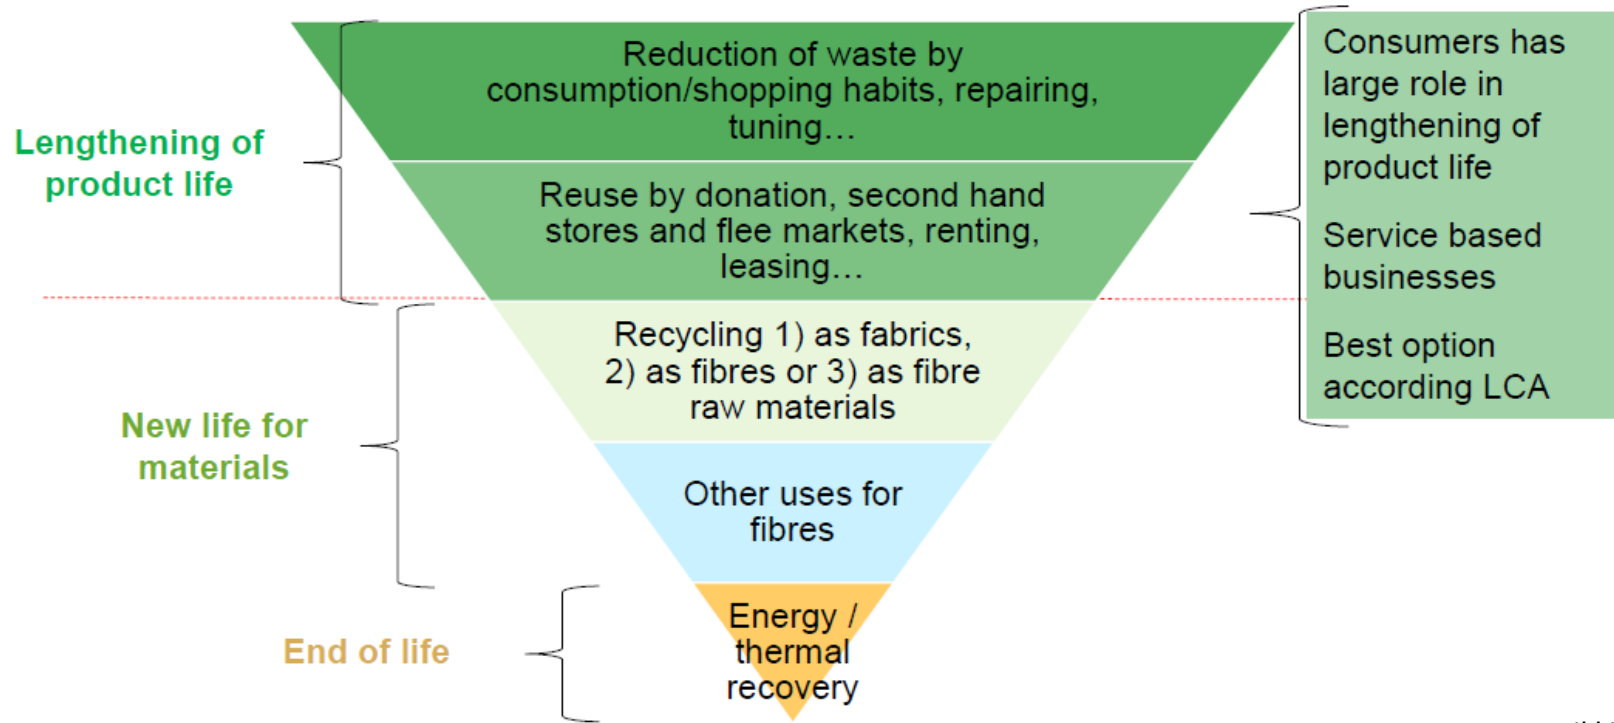 Reduction of waste by
consumption/shopping habits, repairing,
tuning…
Lengthening of
product life
Reuse by donation, second hand
stores and flee markets, renting,
leasing…
Consumers has
large role in
lengthening of
product life
Service based
businesses
Best option
according LCA
Recycling 1) as fabrics,
2) as fibres or 3) as fibre
raw materials
New life for
materials
Other uses for
fibres
End of life
Energy /
thermal
recovery